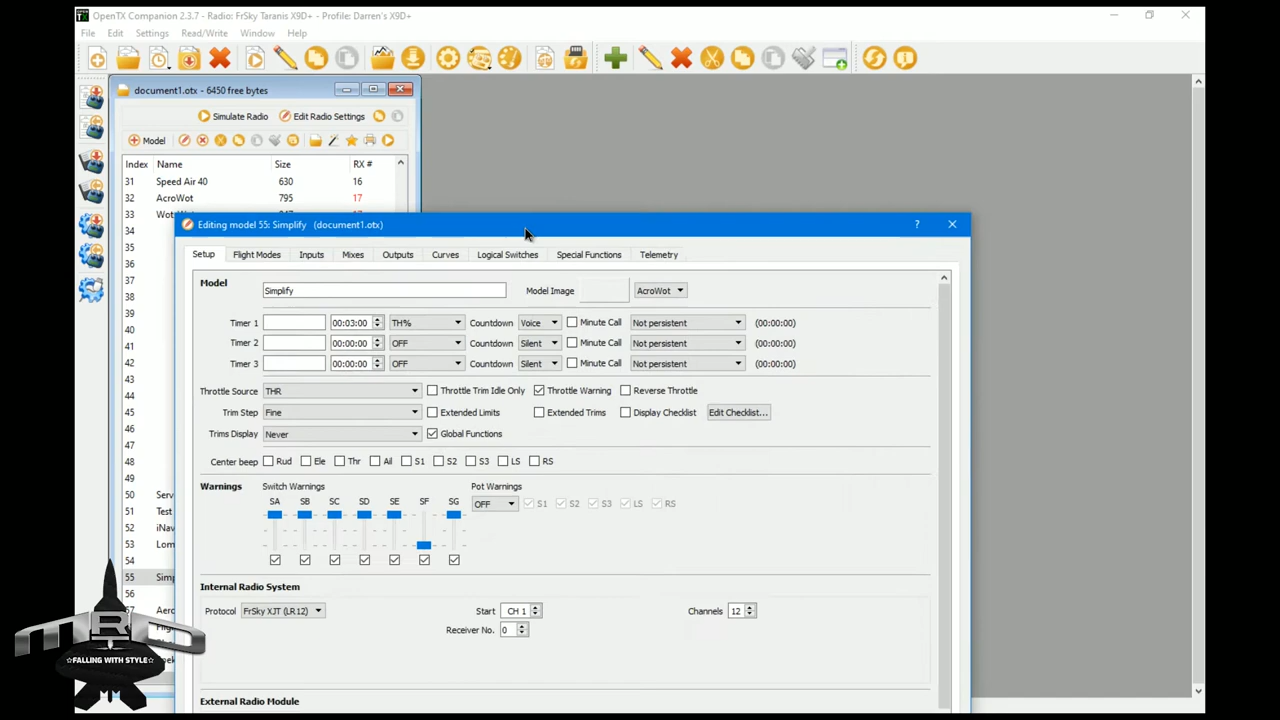 OpenTX Companion 2.3.7 - Radio: FrSky Taranis X9D+ - Profile: Darren's X9D+
File Edit Settings Read/Write Window Help
document1.otx - 6450 free bytes
Simulate Radio Edit Radio Settings
Model
Index Name Size RX #
31 Speed Air 40 630 16
32 AcroWot 795 17
33
Editing model 55: Simplify (document1.otx)
34
Setup Flight Modes Inputs Mixes Outputs Curves Logical Switches Special Functions Telemetry
35
36
Model Simplify Model Image AcroWot
37
38
Timer 1 00:03:00 TH% Countdown Voice Minute Call Not persistent (00:00:00)
39
Timer 2 00:00:00 OFF Countdown Silent Minute Call Not persistent (00:00:00)
40
41
Timer 3 00:00:00 OFF Countdown Silent Minute Call Not persistent (00:00:00)
42
43
Throttle Source THR Throttle Trim Idle Only Throttle Warning Reverse Throttle
44
45
Trim Step Fine Extended Limits Extended Trims Display Checklist Edit Checklist...
46
Trims Display Never Global Functions
47
48
Center beep Rud Ele Thr Ail S1 S2 S3 LS RS
Warnings Switch Warnings Pot Warnings
50 Serv
SA SB SC SD SE SF SG OFF S1 S2 S3 LS RS
51 Test
52 iNav
53 Lom
54
55 Simp
Internal Radio System
57 Aero
Protocol FrSky XJT (LR12) Start CH 1 Channels 12
Receiver No. 0
MRD
☆FALLING WITH STYLE☆
External Radio Module